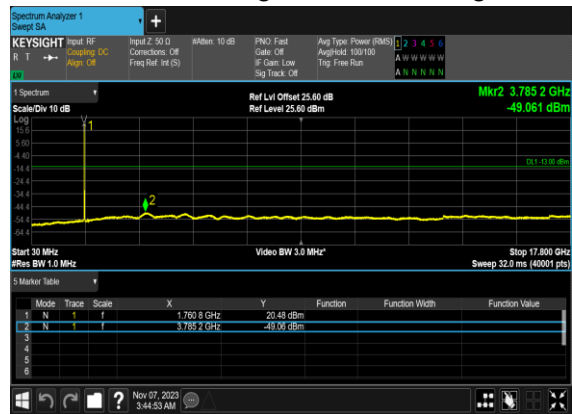 Spectrum Analyzer 1
Swept SA
+
KEYSIGHT Input: RF Input Z: 50 Ω #Atten: 10 dB PNO: Fast Avg Type: Power (RMS) 1 2 3 4 5 6
R T Coupling: DC Corrections: Off Gate: Off Avg|Hold: 100/100 A W W W W W
Align: Off Freq Ref: Int (S) IF Gain: Low Trig: Free Run
LW Sig Track: Off A N N N N N
1 Spectrum Ref Lvl Offset 25.60 dB Mkr2 3.785 2 GHz
Scale/Div 10 dB Ref Level 25.60 dBm -49.061 dBm
Log
15.6 1
5.60
-4.40
DL1 -13.00 dBm
-14.4
-24.4
-34.4
-44.4 2
-54.4
-64.4
Start 30 MHz Video BW 3.0 MHz* Stop 17.800 GHz
#Res BW 1.0 MHz Sweep 32.0 ms (40001 pts)
5 Marker Table
Mode Trace Scale X Y Function Function Width Function Value
1 N 1 f 1.760 8 GHz 20.48 dBm
2 N 1 f 3.785 2 GHz -49.06 dBm
3
4
5
6
? Nov 07, 2023
3:44:53 AM